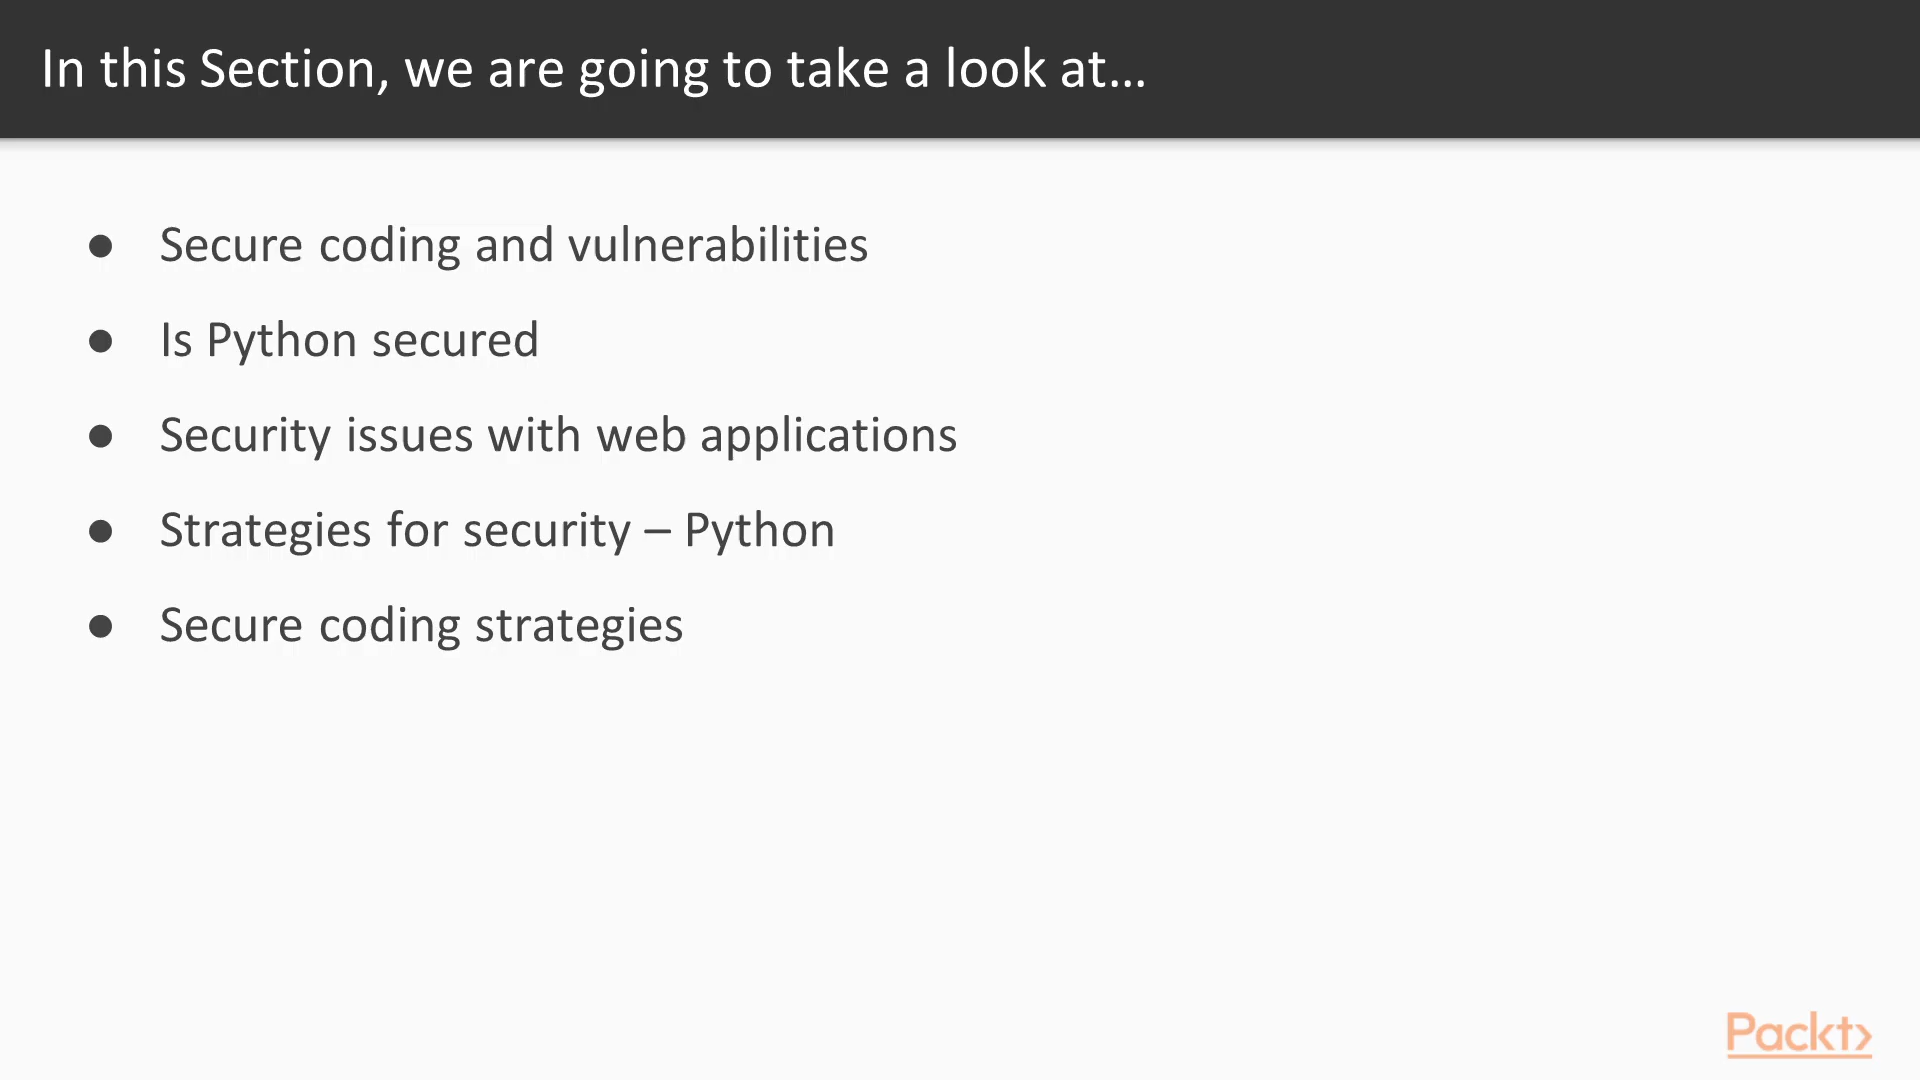 In this Section, we are going to take a look at...
● Secure coding and vulnerabilities
● Is Python secured
● Security issues with web applications
● Strategies for security – Python
● Secure coding strategies
Packt>